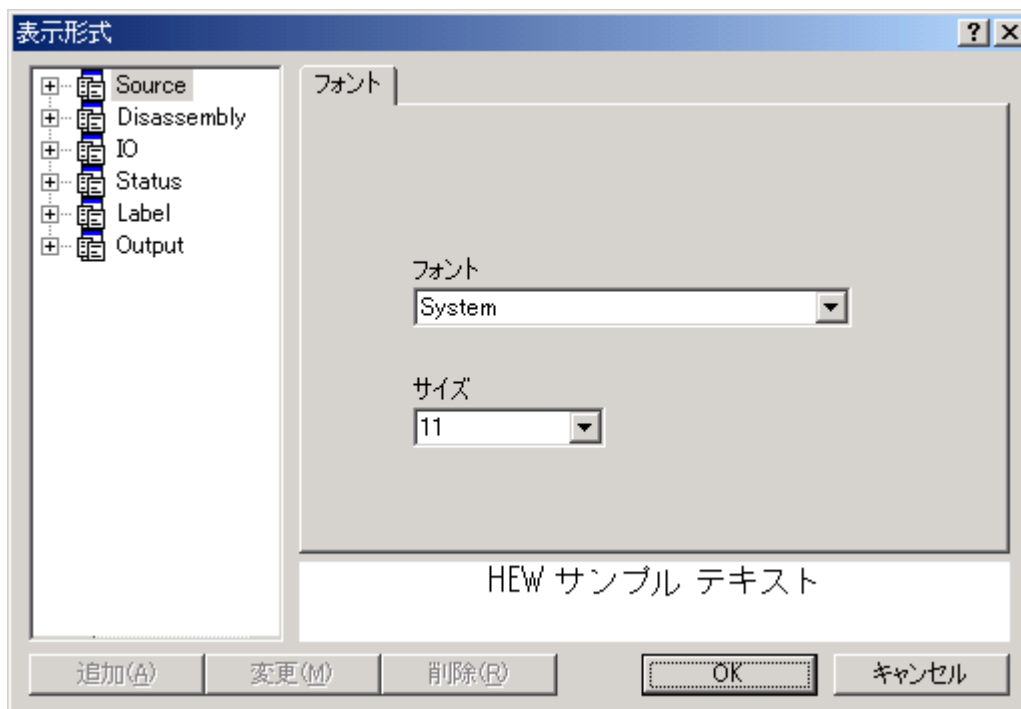 表示形式
Source
Disassembly
IO
Status
Label
Output
フォント
フォント
System
サイズ
11
HEW サンプル テキスト
追加(A) 変更(M) 削除(R) OK キャンセル